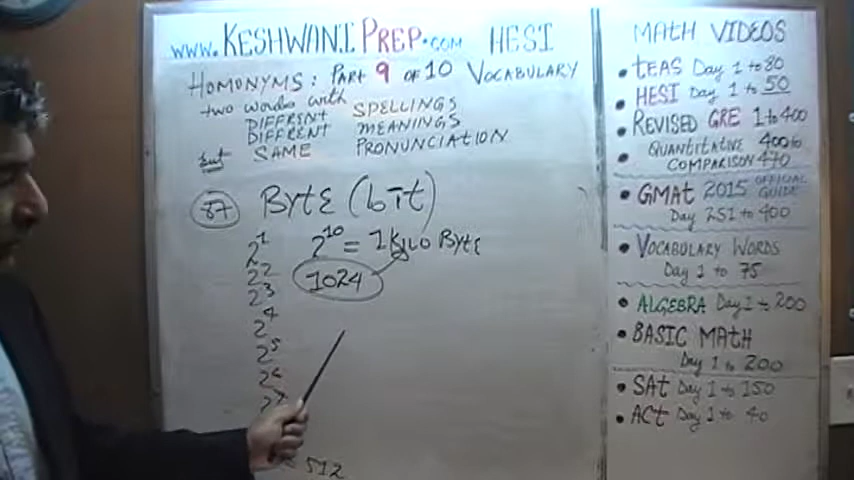 www.KESHWANIPREP.com HESI
HOMONYMS: PART 9 OF 10 VOCABULARY
two words with
DIFFRENT SPELLINGS
DIFFRENT MEANINGS
but SAME PRONUNCIATION
87 BYTE (bīt)
2^1 2^10 = 1 KILO BYTE
2^2 1024
2^3
2^4
2^5
2^6
2^7
512
MATH VIDEOS
• tEAS Day 1 to 80
• HESI Day 1 to 50
• REVISED GRE 1 to 400
• QUANTITATIVE 400 to
COMPARISON 470
• GMAt 2015 OFFICIAL GUIDE
Day 251 to 400
• VOCABULARY WORDS
Day 1 to 75
• ALGEBRA Day 1 to 200
• BASIC MATH
Day 1 to 200
• SAt Day 1 to 150
• ACt Day 1 to 40